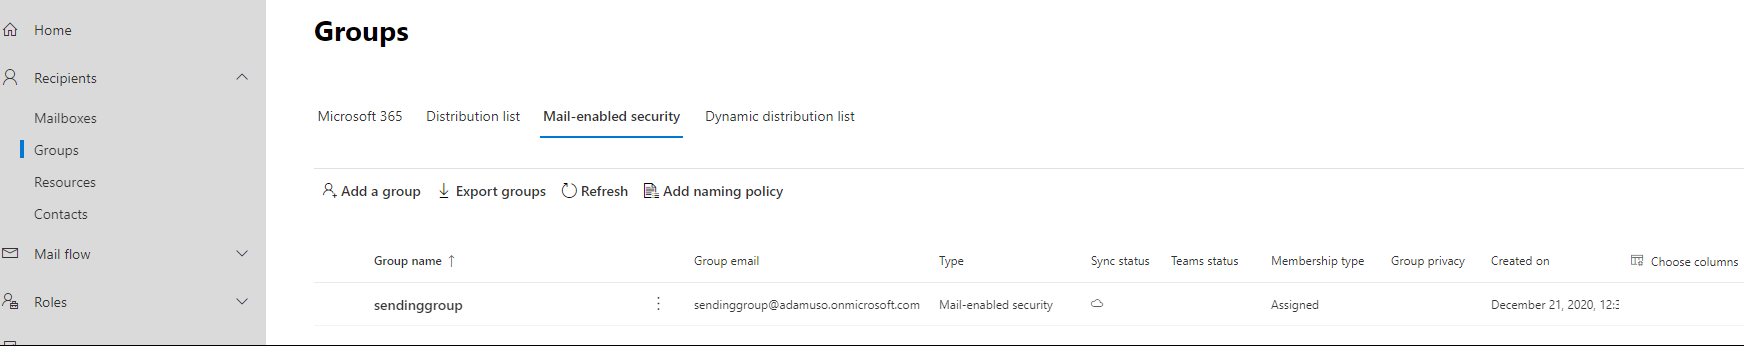 Home
Groups
Recipients
Mailboxes
Groups
Resources
Contacts
Mail flow
Roles
Microsoft 365 Distribution list Mail-enabled security Dynamic distribution list
Add a group Export groups Refresh Add naming policy
Group name ↑ Group email Type Sync status Teams status Membership type Group privacy Created on Choose columns
sendinggroup sendinggroup@adamuso.onmicrosoft.com Mail-enabled security Assigned December 21, 2020, 12:3